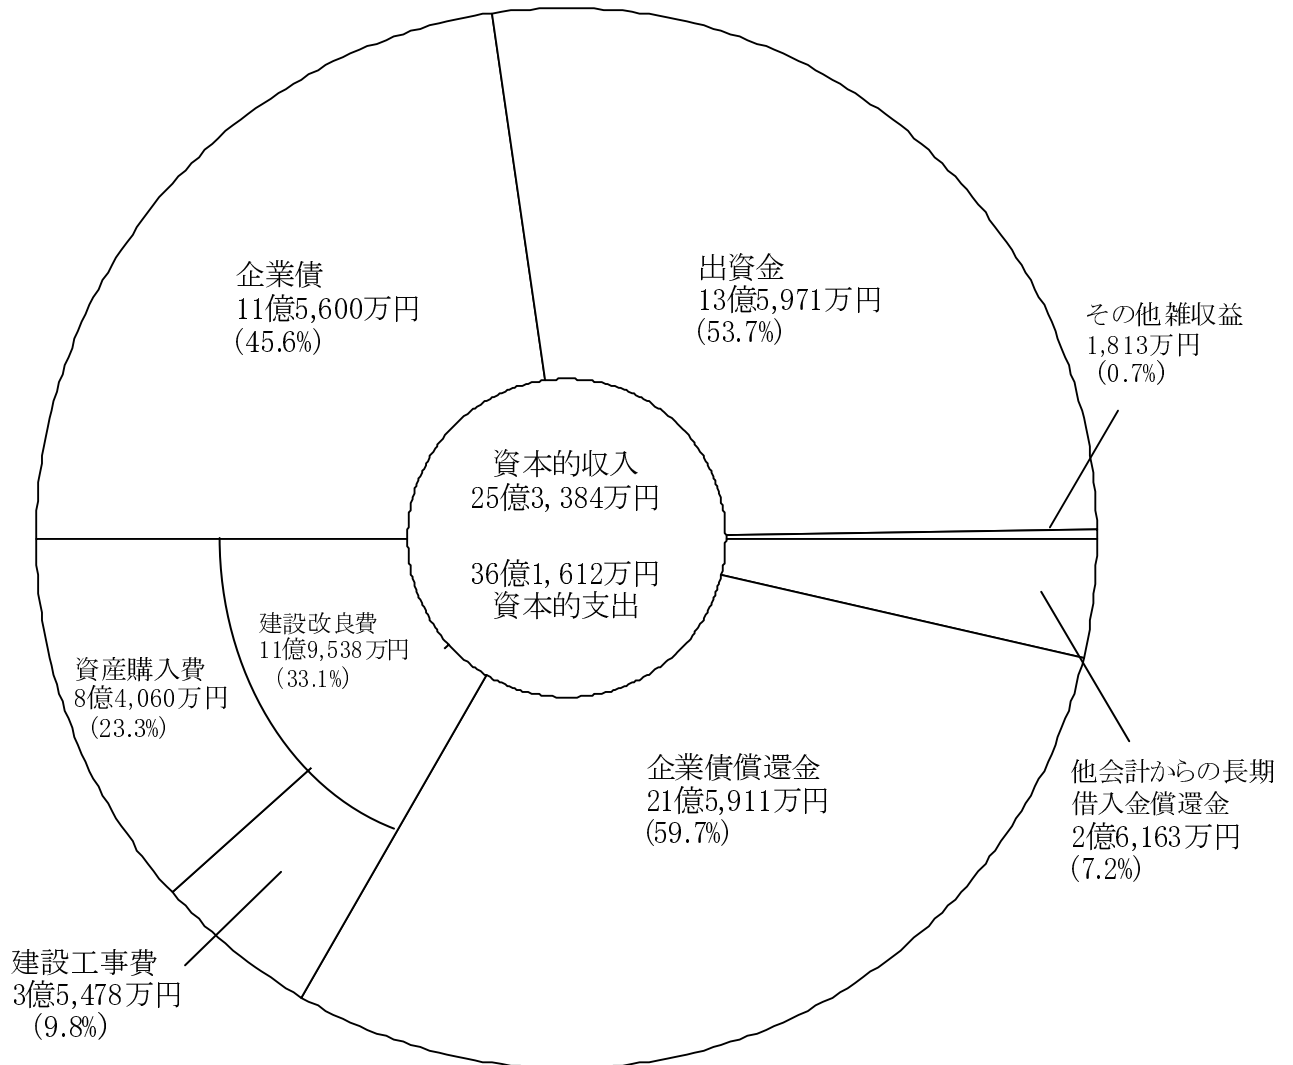 企業債
11億5,600万円
(45.6%)
出資金
13億5,971万円
(53.7%)
その他雑収益
1,813万円
(0.7%)
資本的収入
25億3,384万円
36億1,612万円
資本的支出
建設改良費
11億9,538万円
(33.1%)
資産購入費
8億4,060万円
(23.3%)
企業債償還金
21億5,911万円
(59.7%)
他会計からの長期
借入金償還金
2億6,163万円
(7.2%)
建設工事費
3億5,478万円
(9.8%)